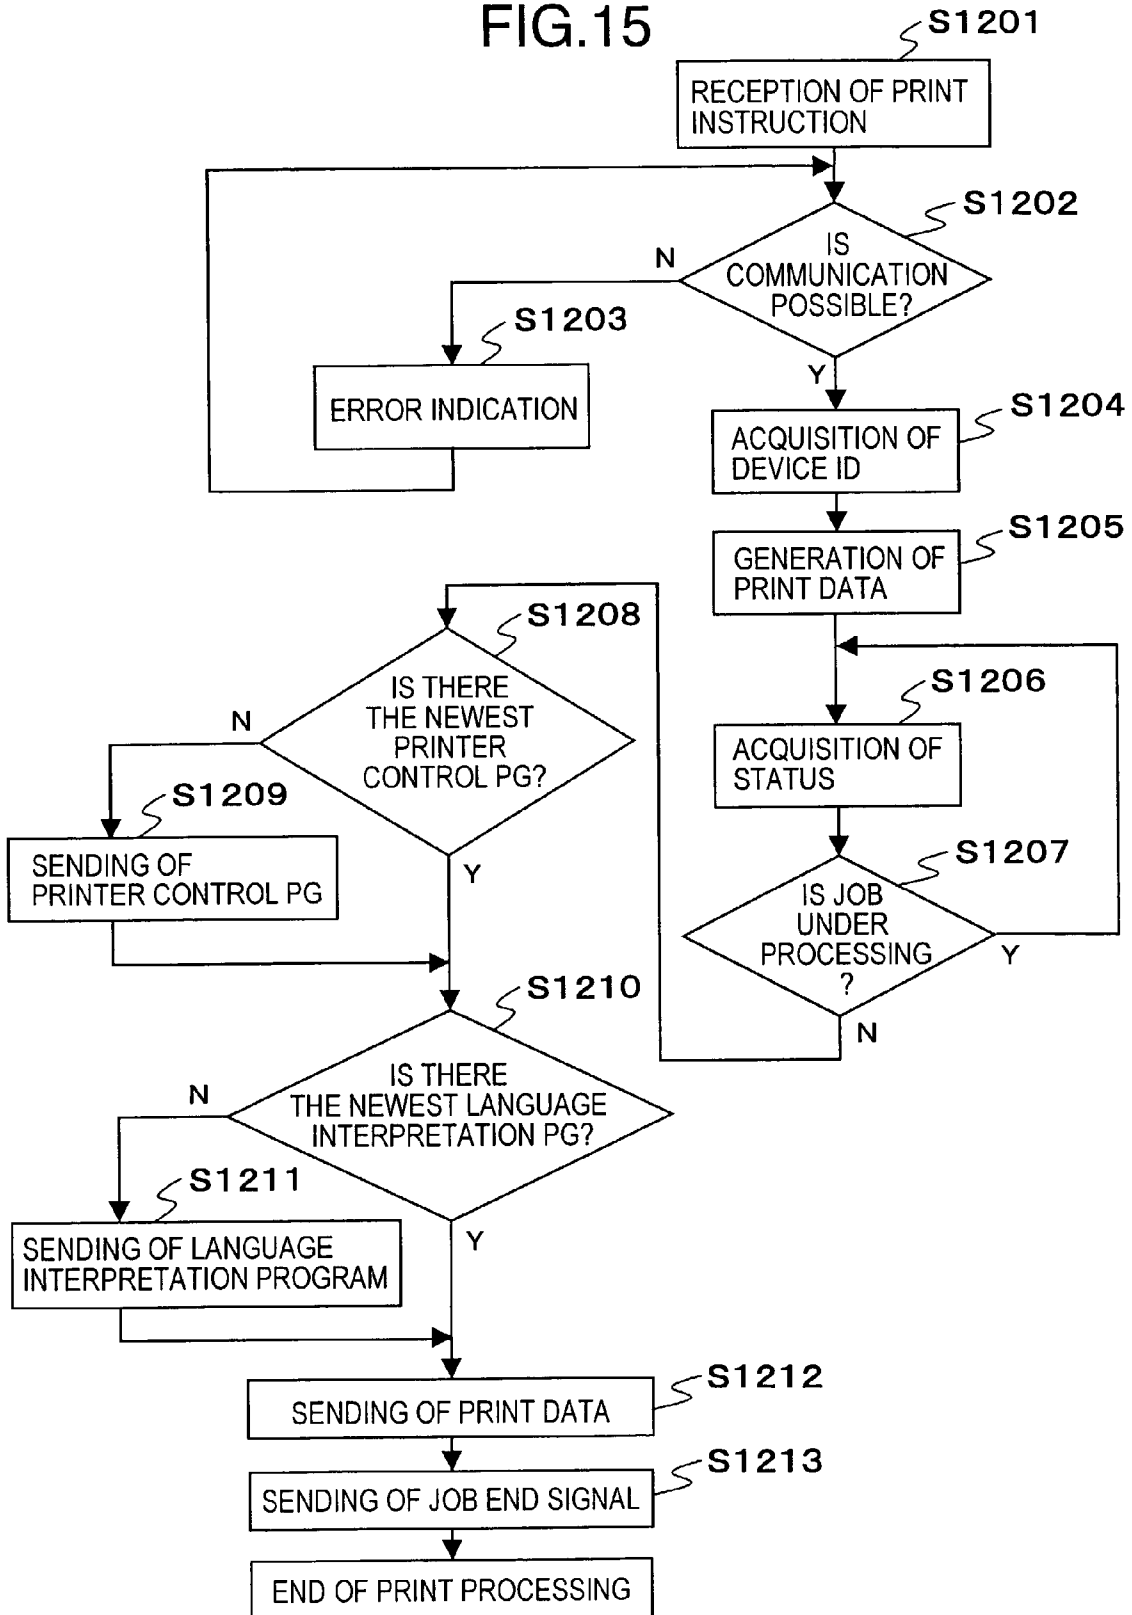 FIG.15
S1201
RECEPTION OF PRINT
INSTRUCTION
S1202
IS
COMMUNICATION
POSSIBLE?
N
Y
S1203
ERROR INDICATION
S1204
ACQUISITION OF
DEVICE ID
S1205
GENERATION OF
PRINT DATA
S1206
ACQUISITION OF
STATUS
S1207
IS JOB
UNDER
PROCESSING
?
Y
N
S1208
IS THERE
THE NEWEST
PRINTER
CONTROL PG?
N
Y
S1209
SENDING OF
PRINTER CONTROL PG
S1210
IS THERE
THE NEWEST LANGUAGE
INTERPRETATION PG?
N
Y
S1211
SENDING OF LANGUAGE
INTERPRETATION PROGRAM
S1212
SENDING OF PRINT DATA
S1213
SENDING OF JOB END SIGNAL
END OF PRINT PROCESSING